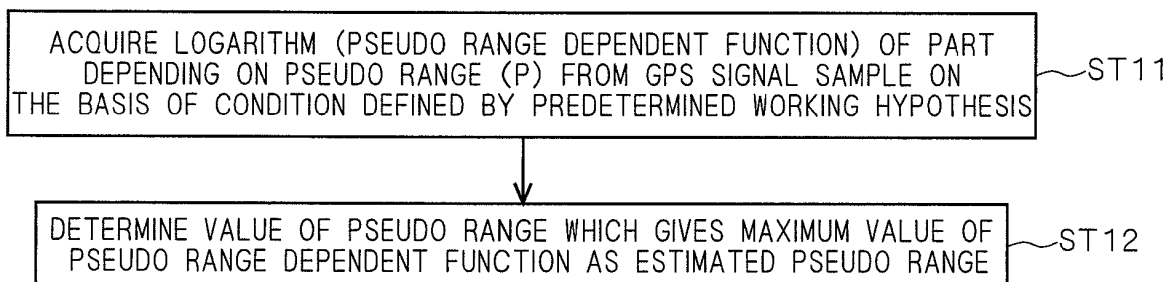 ACQUIRE LOGARITHM (PSEUDO RANGE DEPENDENT FUNCTION) OF PART
DEPENDING ON PSEUDO RANGE (P) FROM GPS SIGNAL SAMPLE ON
THE BASIS OF CONDITION DEFINED BY PREDETERMINED WORKING HYPOTHESIS
ST11
DETERMINE VALUE OF PSEUDO RANGE WHICH GIVES MAXIMUM VALUE OF
PSEUDO RANGE DEPENDENT FUNCTION AS ESTIMATED PSEUDO RANGE
ST12